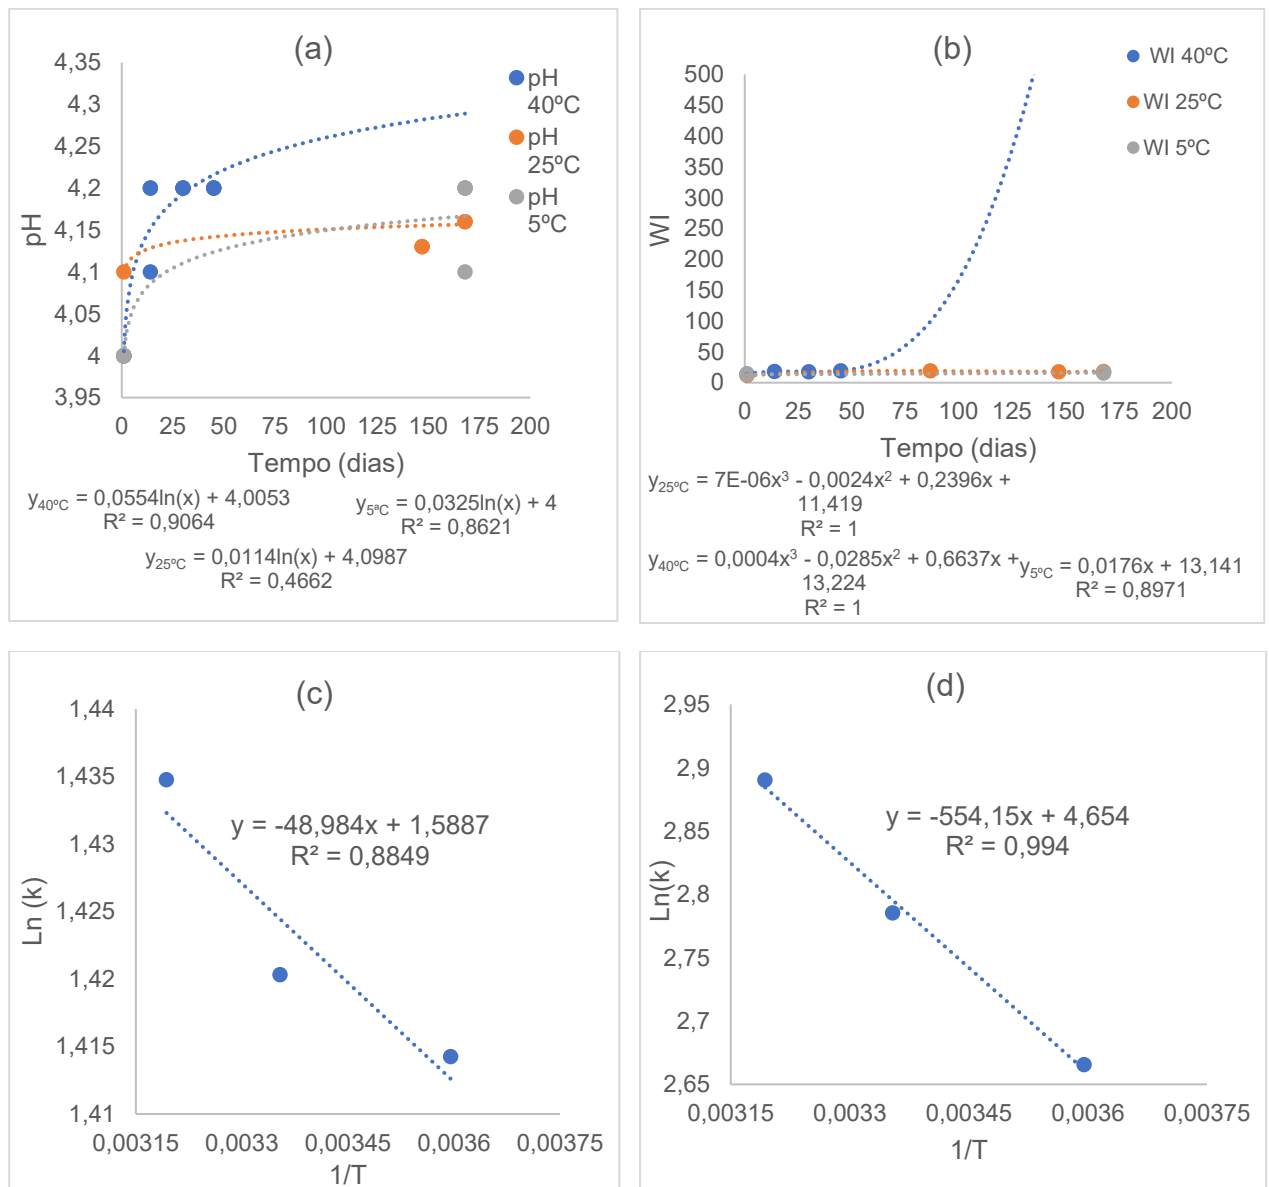 (a)
4,35
4,3
4,25
4,2
4,15
4,1
4,05
4
3,95
pH
0 25 50 75 100 125 150 175 200
Tempo (dias)
pH
40ºC
pH
25ºC
pH
5ºC
y40ºC = 0,0554ln(x) + 4,0053
R² = 0,9064
y5ªC = 0,0325ln(x) + 4
R² = 0,8621
y25ºC = 0,0114ln(x) + 4,0987
R² = 0,4662
(b)
500
450
400
350
300
250
200
150
100
50
0
WI
0 25 50 75 100 125 150 175 200
Tempo (dias)
WI 40ºC
WI 25ºC
WI 5ºC
y25ºC = 7E-06x³ - 0,0024x² + 0,2396x +
11,419
R² = 1
y40ºC = 0,0004x³ - 0,0285x² + 0,6637x +
13,224
R² = 1
y5ºC = 0,0176x + 13,141
R² = 0,8971
(c)
1,44
1,435
1,43
1,425
1,42
1,415
1,41
Ln (k)
y = -48,984x + 1,5887
R² = 0,8849
0,00315 0,0033 0,00345 0,0036 0,00375
1/T
(d)
2,95
2,9
2,85
2,8
2,75
2,7
2,65
Ln(k)
y = -554,15x + 4,654
R² = 0,994
0,00315 0,0033 0,00345 0,0036 0,00375
1/T